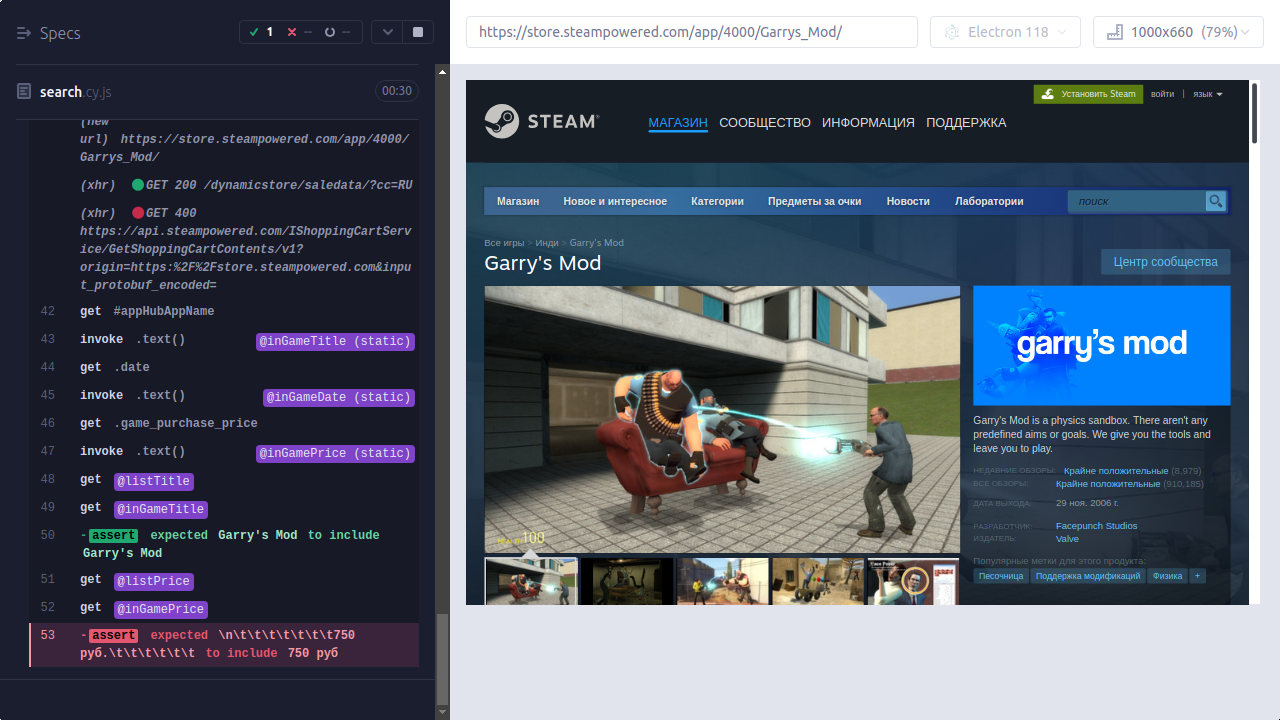 Specs
1
--
--
search.cy.js
00:30
(new
url) https://store.steampowered.com/app/4000/
Garrys_Mod/
(xhr) GET 200 /dynamicstore/saledata/?cc=RU
(xhr) GET 400
https://api.steampowered.com/IShoppingCartServ
ice/GetShoppingCartContents/v1?
origin=https:%2F%2Fstore.steampowered.com&inpu
t_protobuf_encoded=
42 get #appHubAppName
43 invoke .text() @inGameTitle (static)
44 get .date
45 invoke .text() @inGameDate (static)
46 get .game_purchase_price
47 invoke .text() @inGamePrice (static)
48 get @listTitle
49 get @inGameTitle
50 -assert expected Garry's Mod to include
Garry's Mod
51 get @listPrice
52 get @inGamePrice
53 -assert expected \n\t\t\t\t\t\t\t750
руб.\t\t\t\t\t\t to include 750 руб
https://store.steampowered.com/app/4000/Garrys_Mod/
Electron 118
1000x660 (79%)
Установить Steam
войти | язык
STEAM®
МАГАЗИН СООБЩЕСТВО ИНФОРМАЦИЯ ПОДДЕРЖКА
Магазин Новое и интересное Категории Предметы за очки Новости Лаборатории
поиск
Все игры > Инди > Garry's Mod
Garry's Mod
Центр сообщества
100
garry's mod
Garry's Mod is a physics sandbox. There aren't any
predefined aims or goals. We give you the tools and
leave you to play.
НЕДАВНИЕ ОБЗОРЫ: Крайне положительные (8,979)
ВСЕ ОБЗОРЫ: Крайне положительные (910,185)
ДАТА ВЫХОДА: 29 ноя. 2006 г.
РАЗРАБОТЧИК: Facepunch Studios
ИЗДАТЕЛЬ: Valve
Популярные метки для этого продукта:
Песочница Поддержка модификаций Физика +